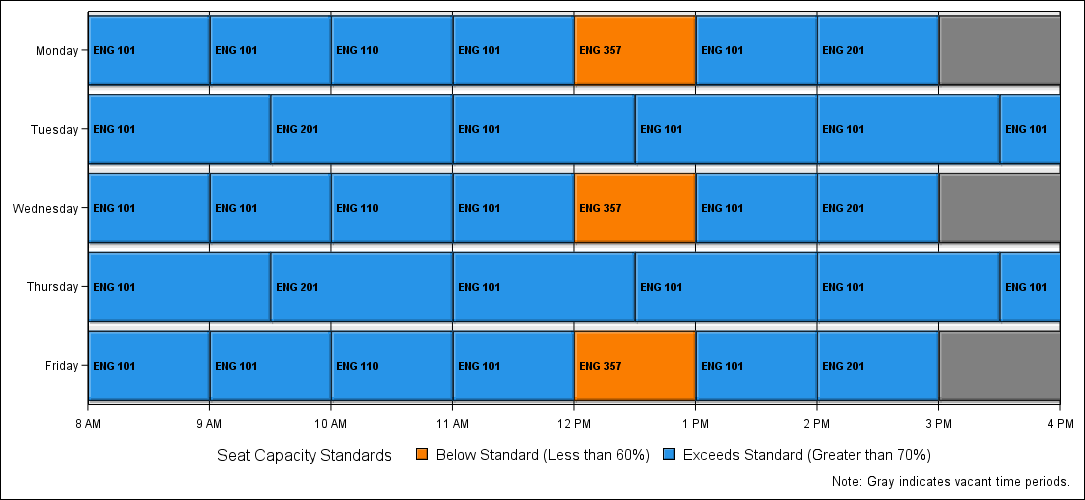 Monday ENG 101 ENG 101 ENG 110 ENG 101 ENG 357 ENG 101 ENG 201
Tuesday ENG 101 ENG 201 ENG 101 ENG 101 ENG 101 ENG 101
Wednesday ENG 101 ENG 101 ENG 110 ENG 101 ENG 357 ENG 101 ENG 201
Thursday ENG 101 ENG 201 ENG 101 ENG 101 ENG 101 ENG 101
Friday ENG 101 ENG 101 ENG 110 ENG 101 ENG 357 ENG 101 ENG 201
8 AM 9 AM 10 AM 11 AM 12 PM 1 PM 2 PM 3 PM 4 PM
Seat Capacity Standards Below Standard (Less than 60%) Exceeds Standard (Greater than 70%)
Note: Gray indicates vacant time periods.